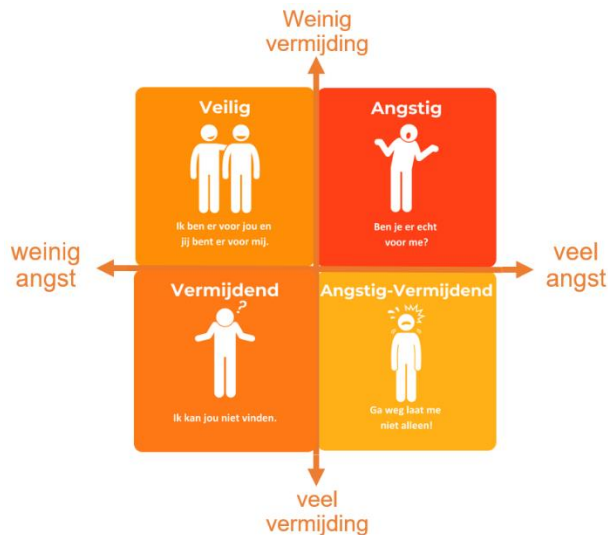 Weinig
vermijding
Veilig
Ik ben er voor jou en
jij bent er voor mij.
Angstig
Ben je er echt
voor me?
weinig
angst
veel
angst
Vermijdend
?
Ik kan jou niet vinden.
Angstig-Vermijdend
Ga weg laat me
niet alleen!
veel
vermijding